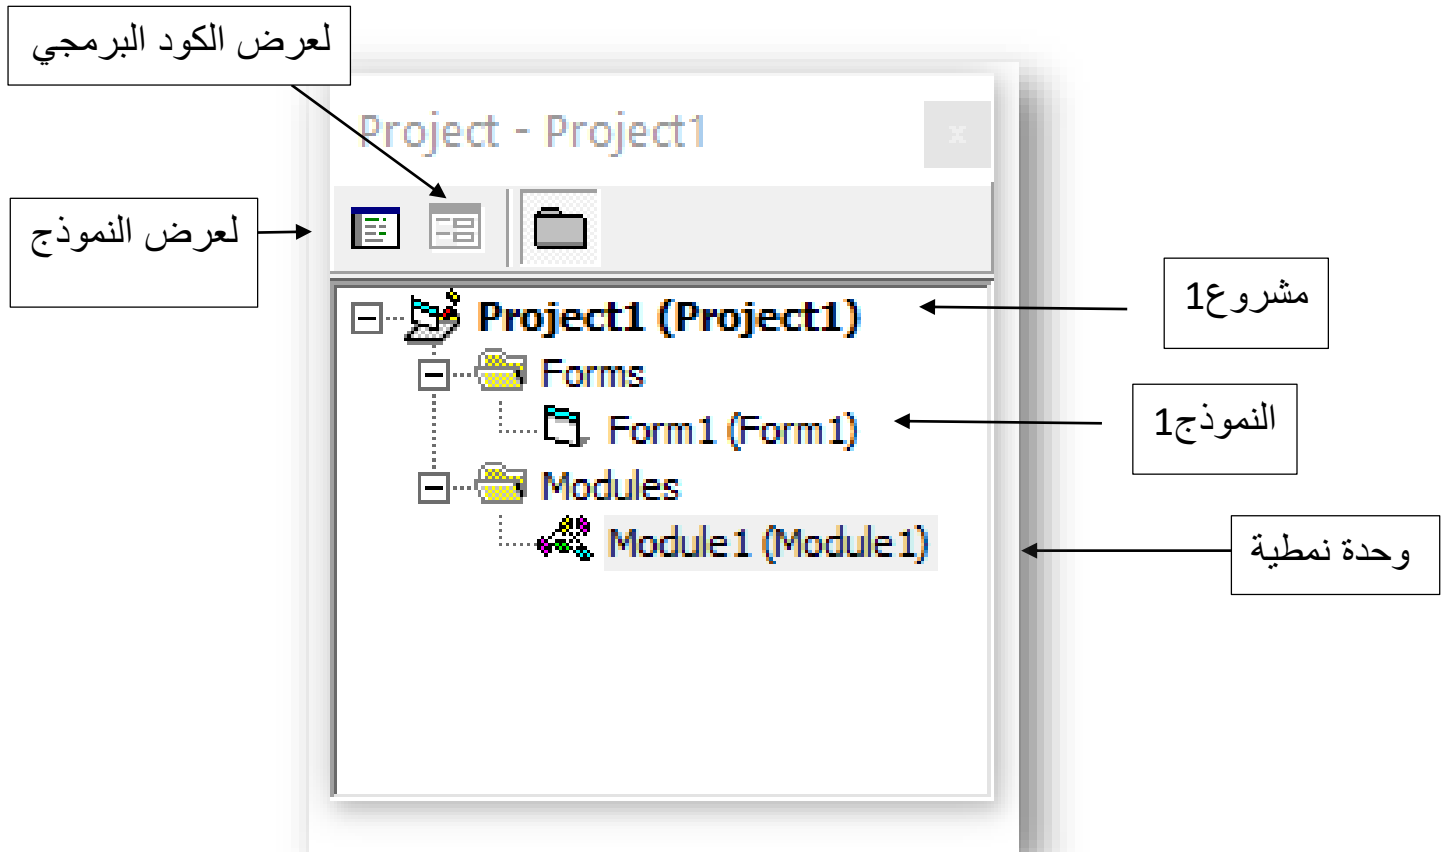 لعرض الكود البرمجي
Project - Project1
x
لعرض النموذج
مشروع1
Project1 (Project1)
Forms
النموذج1
Form1 (Form1)
Modules
وحدة نمطية
Module1 (Module1)